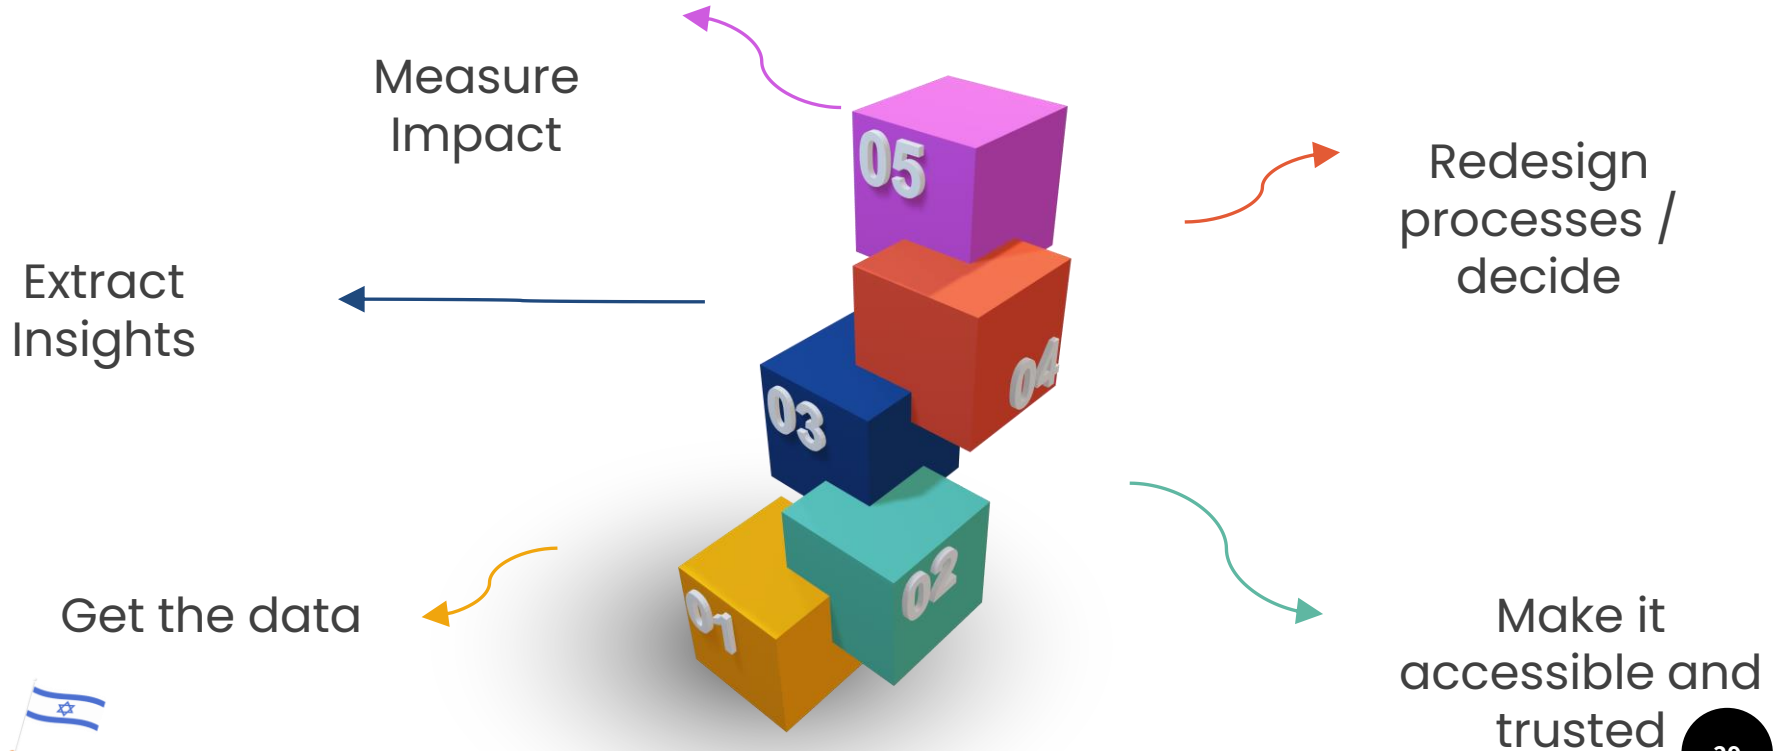 Measure
Impact
05
Redesign
processes /
decide
Extract
Insights
04
03
02
01
Get the data
Make it
accessible and
trusted